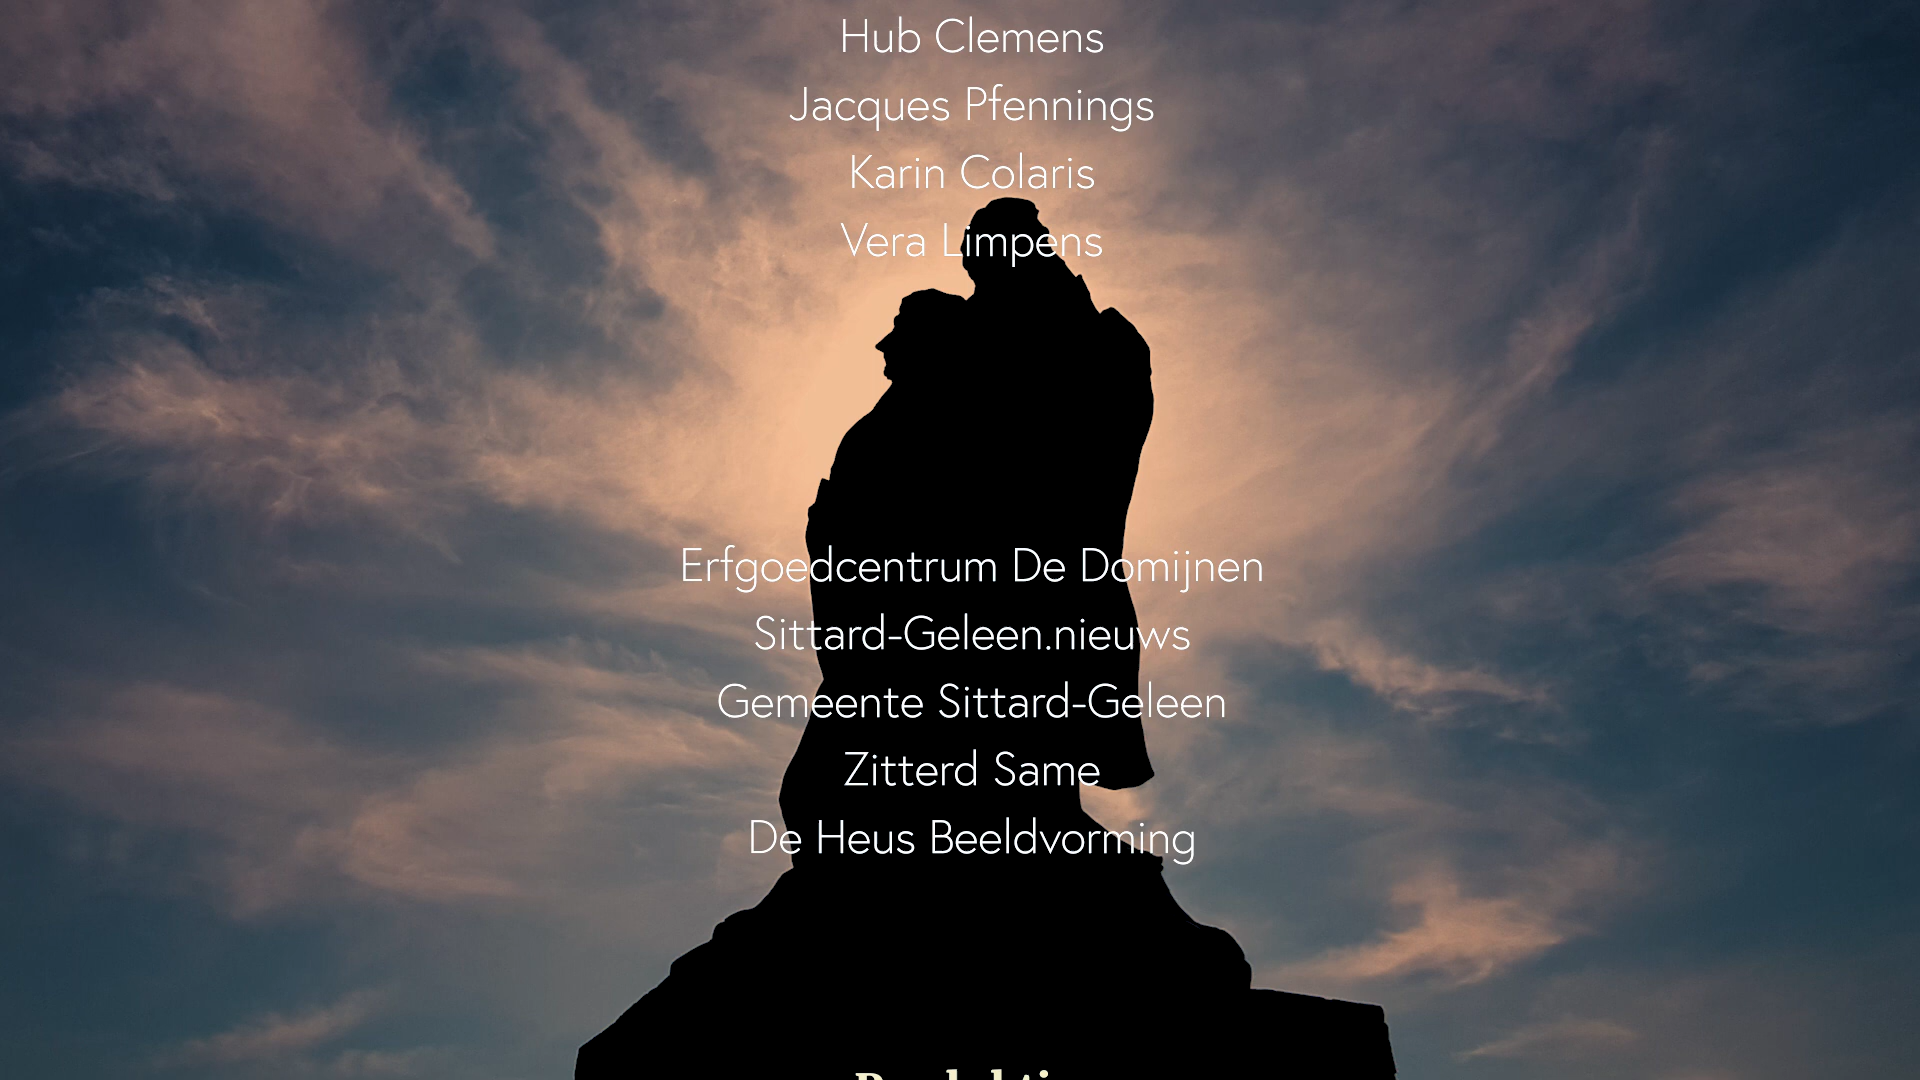 Hub Clemens
Jacques Pfennings
Karin Colaris
Vera Limpens
Erfgoedcentrum De Domijnen
Sittard-Geleen.nieuws
Gemeente Sittard-Geleen
Zitterd Same
De Heus Beeldvorming